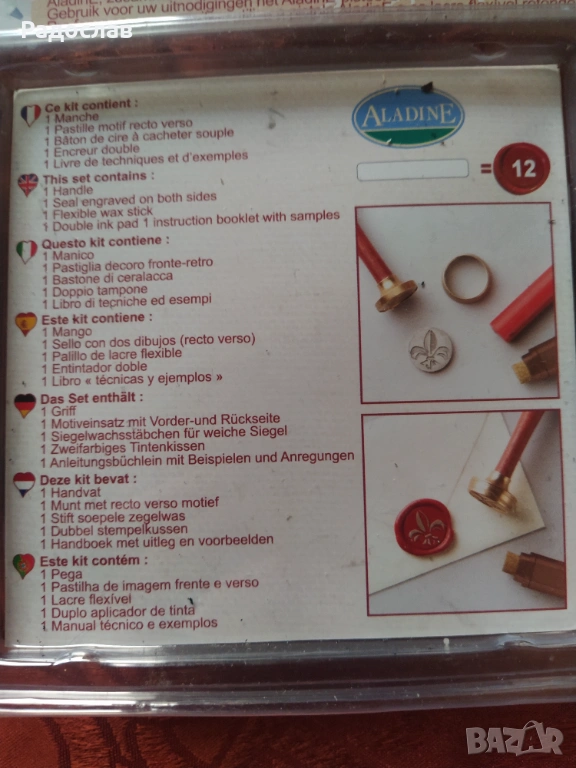 Радослав
Gebruik voor uw uitnodigingen het Aladine
Ce kit contient :
1 Manche
1 Pastille motif recto verso
1 Bâton de cire à cacheter souple
1 Encreur double
1 Livre de techniques et d'exemples
This set contains :
1 Handle
1 Seal engraved on both sides
1 Flexible wax stick
1 Double ink pad 1 instruction booklet with samples
Questo kit contiene :
1 Manico
1 Pastiglia decoro fronte-retro
1 Bastone di ceralacca
1 Doppio tampone
1 Libro di tecniche ed esempi
Este kit contiene :
1 Mango
1 Sello con dos dibujos (recto verso)
1 Palillo de lacre flexible
1 Entintador doble
1 Libro « técnicas y ejemplos »
Das Set enthält :
1 Griff
1 Motiveinsatz mit Vorder-und Rückseite
1 Siegelwachsstäbchen für weiche Siegel
1 Zweifarbiges Tintenkissen
1 Anleitungsbüchlein mit Beispielen und Anregungen
Deze kit bevat :
1 Handvat
1 Munt met recto verso motief
1 Stift soepele zegelwas
1 Dubbel stempelkussen
1 Handboek met uitleg en voorbeelden
Este kit contém :
1 Pega
1 Pastilha de imagem frente e verso
1 Lacre flexível
1 Duplo aplicador de tinta
1 Manual técnico e exemplos
ALADINE
= 12
BAZAR